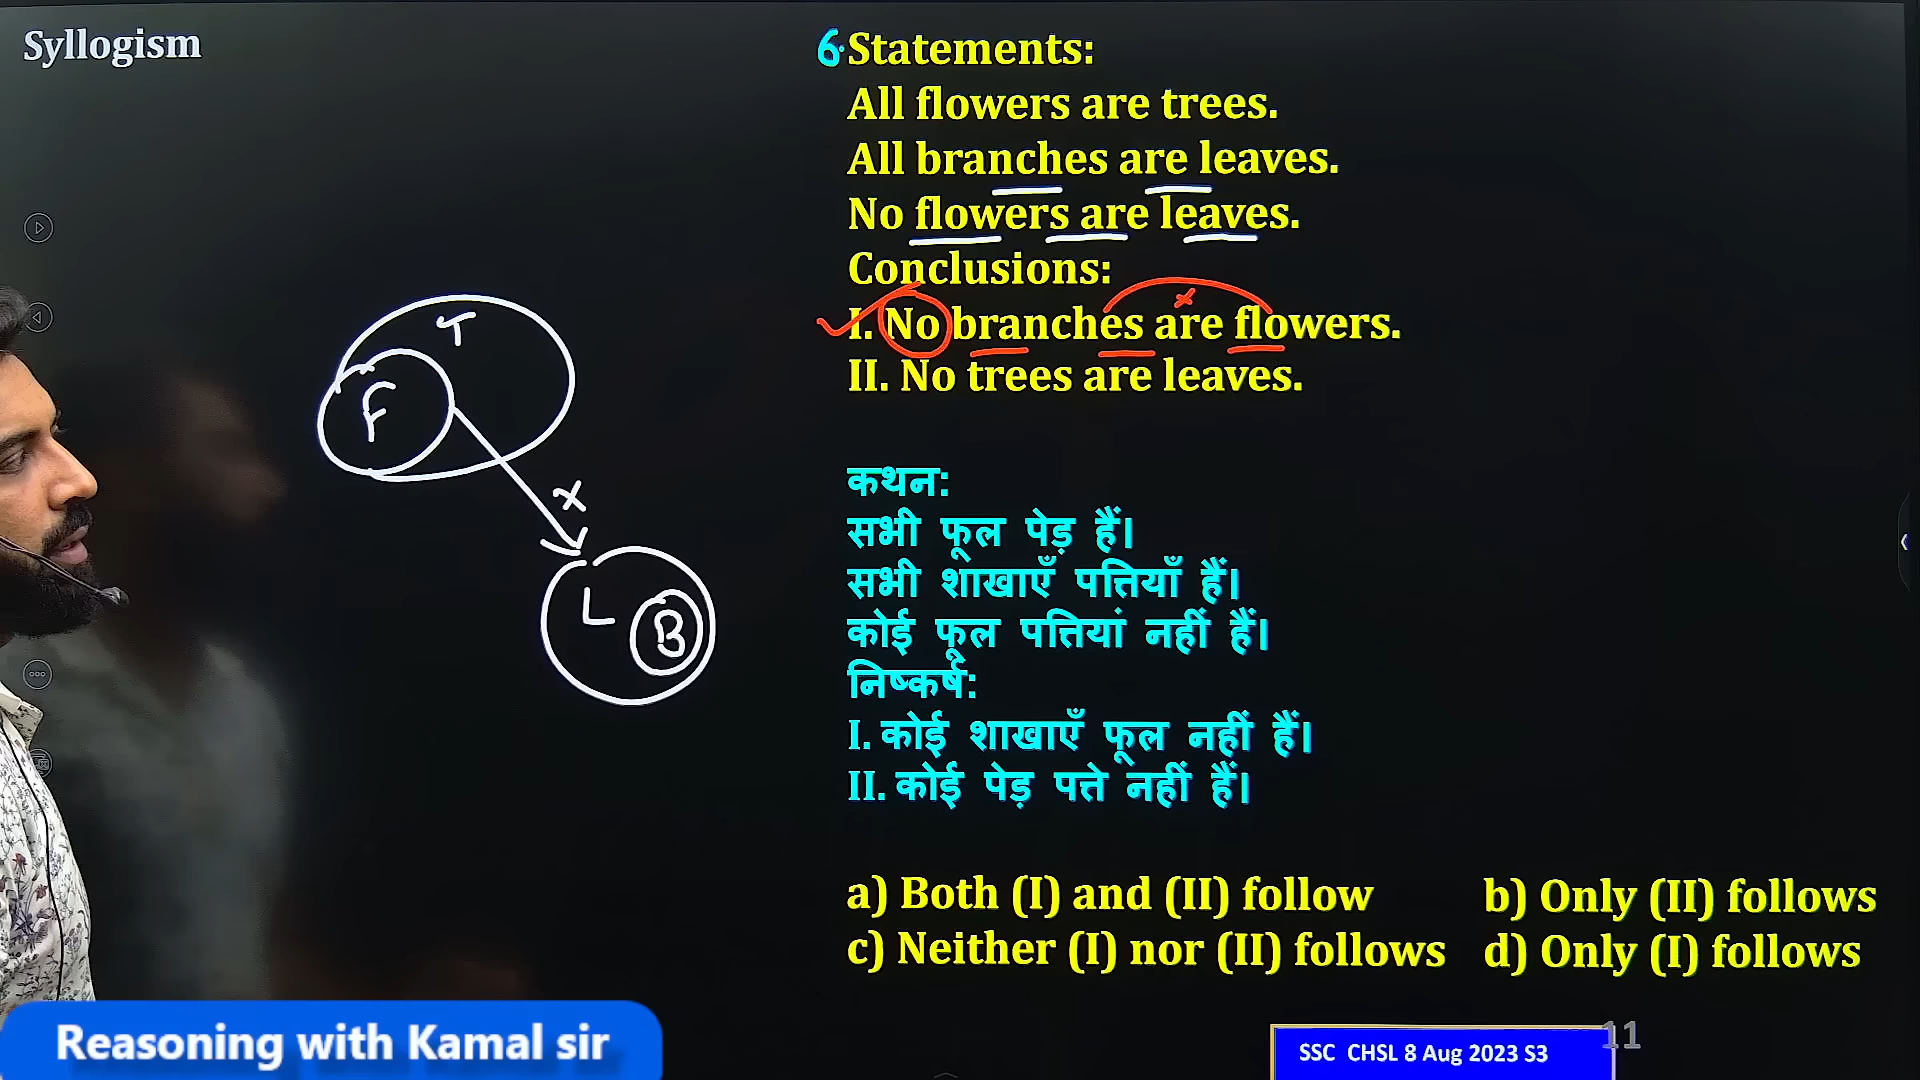 Syllogism
6. Statements:
All flowers are trees.
All branches are leaves.
No flowers are leaves.
Conclusions:
I. No branches are flowers.
II. No trees are leaves.
T
F
x
L
B
कथन:
सभी फूल पेड़ हैं।
सभी शाखाएँ पत्तियाँ हैं।
कोई फूल पत्तियां नहीं हैं।
निष्कर्ष:
I. कोई शाखाएँ फूल नहीं हैं।
II. कोई पेड़ पत्ते नहीं हैं।
a) Both (I) and (II) follow b) Only (II) follows
c) Neither (I) nor (II) follows d) Only (I) follows
Reasoning with Kamal sir
SSC CHSL 8 Aug 2023 S3
11